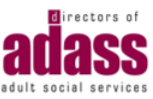 directors of
adass
adult social services